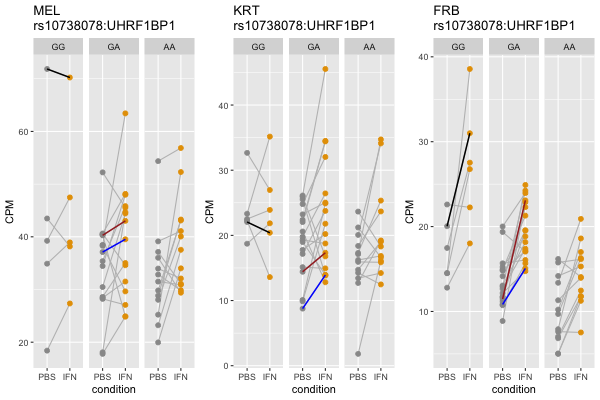 MEL
rs10738078:UHRF1BP1
GG GA AA
CPM
60
40
20
PBS IFN PBS IFN PBS IFN
condition
KRT
rs10738078:UHRF1BP1
GG GA AA
CPM
40
30
20
10
0
PBS IFN PBS IFN PBS IFN
condition
FRB
rs10738078:UHRF1BP1
GG GA AA
CPM
40
30
20
10
PBS IFN PBS IFN PBS IFN
condition